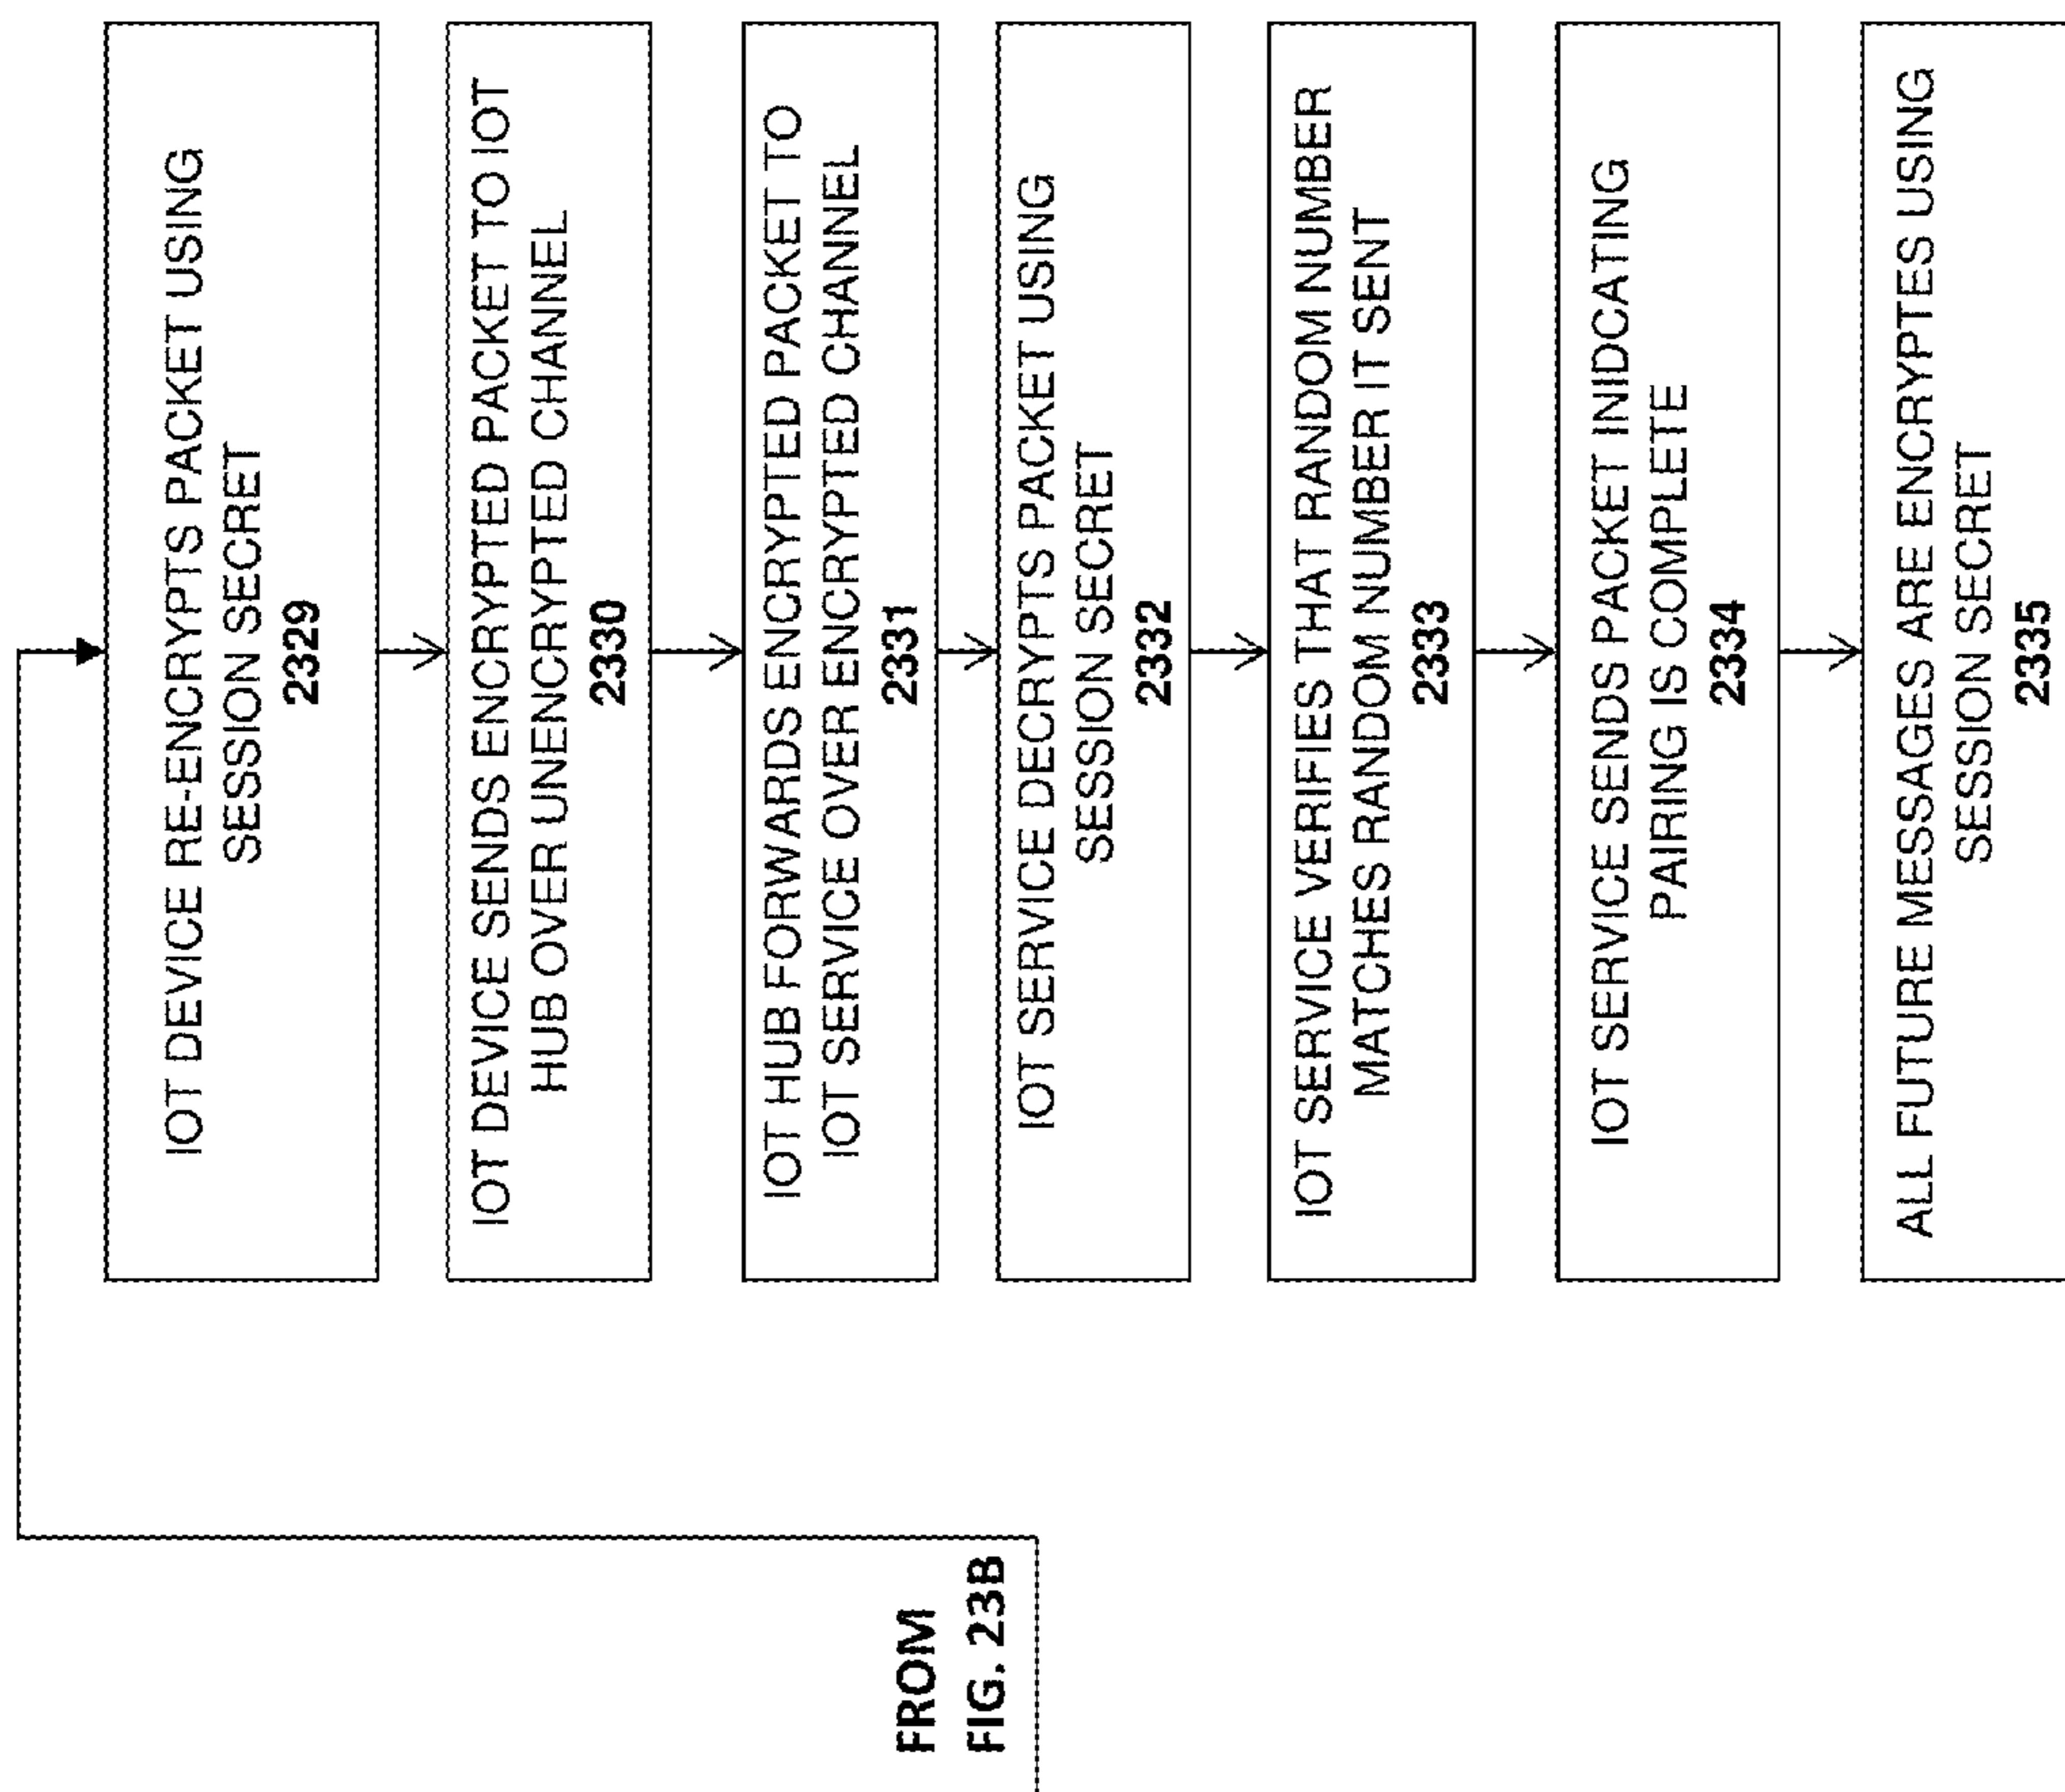 FROM
FIG. 23B
IOT DEVICE RE-ENCRYPTS PACKET USING
SESSION SECRET
2329
IOT DEVICE SENDS ENCRYPTED PACKET TO IOT
HUB OVER UNENCRYPTED CHANNEL
2330
IOT HUB FORWARDS ENCRYPTED PACKET TO
IOT SERVICE OVER ENCRYPTED CHANNEL
2331
IOT SERVICE DECRYPTS PACKET USING
SESSION SECRET
2332
IOT SERVICE VERIFIES THAT RANDOM NUMBER
MATCHES RANDOM NUMBER IT SENT
2333
IOT SERVICE SENDS PACKET INIDCATING
PAIRING IS COMPLETE
2334
ALL FUTURE MESSAGES ARE ENCRYPTES USING
SESSION SECRET
2335